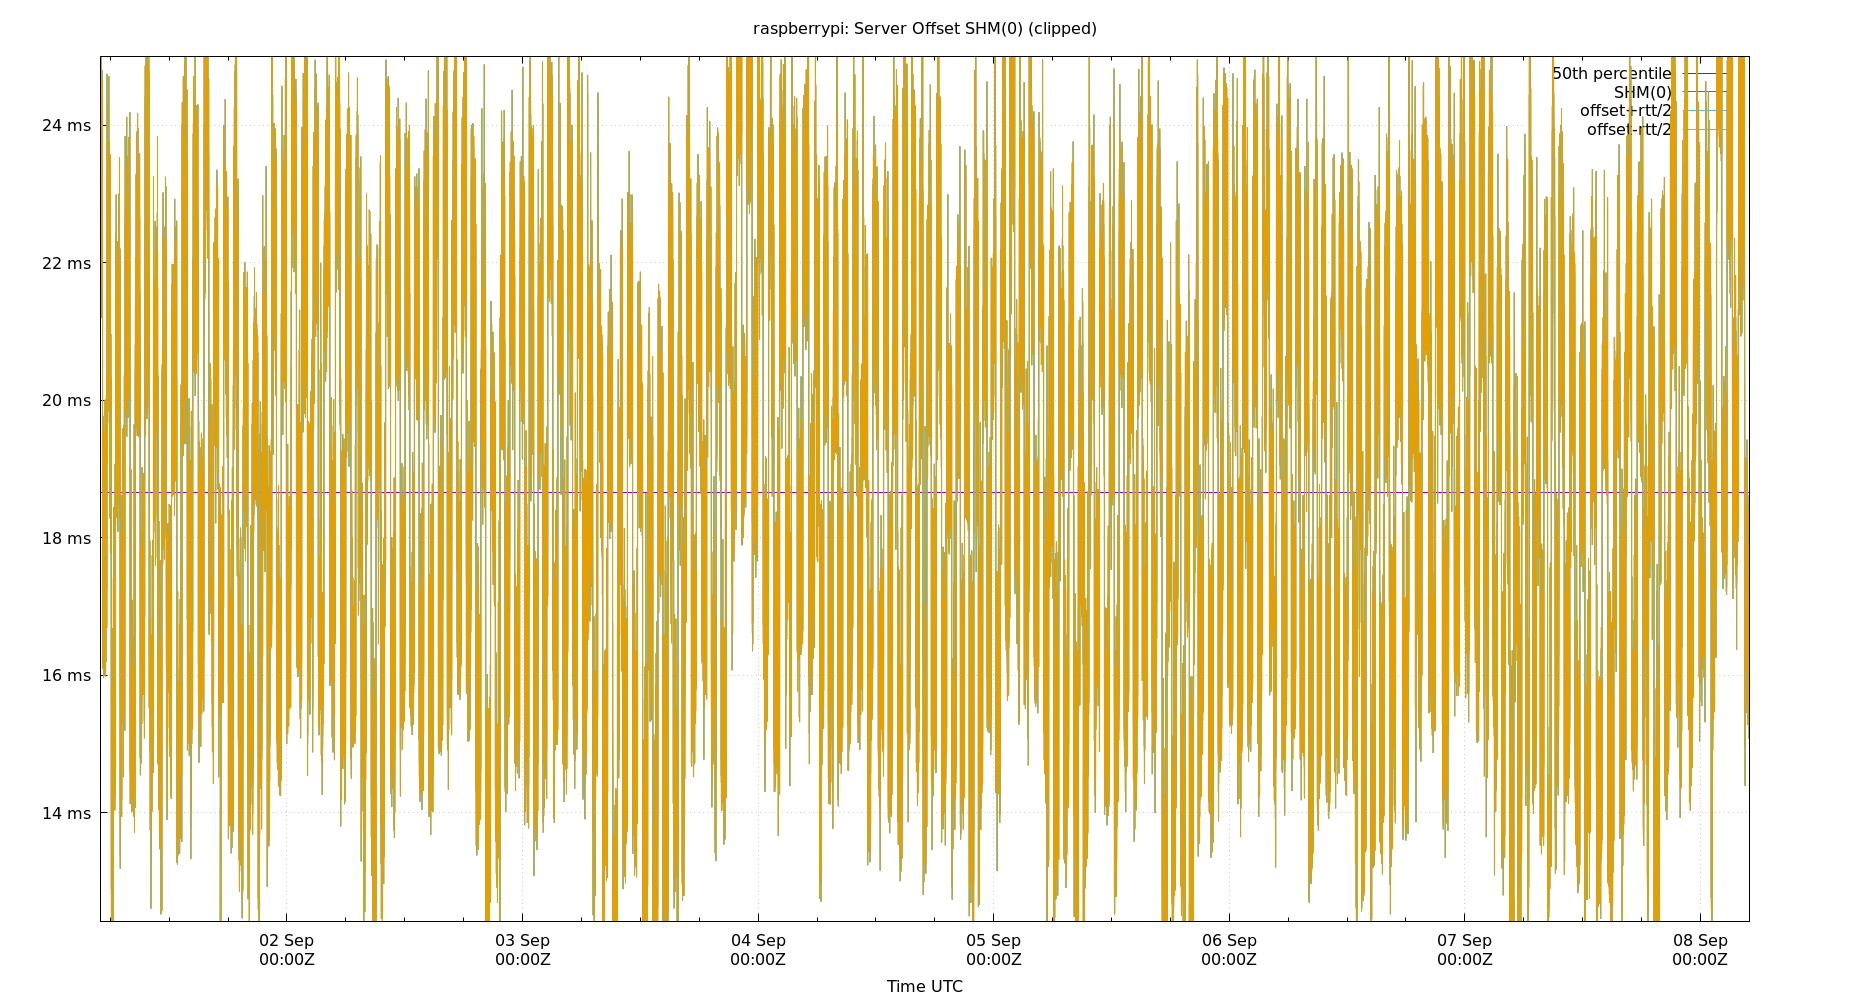 raspberrypi: Server Offset SHM(0) (clipped)
50th percentile
SHM(0)
offset+rtt/2
offset-rtt/2
24 ms
22 ms
20 ms
18 ms
16 ms
14 ms
02 Sep
00:00Z
03 Sep
00:00Z
04 Sep
00:00Z
05 Sep
00:00Z
06 Sep
00:00Z
07 Sep
00:00Z
08 Sep
00:00Z
Time UTC